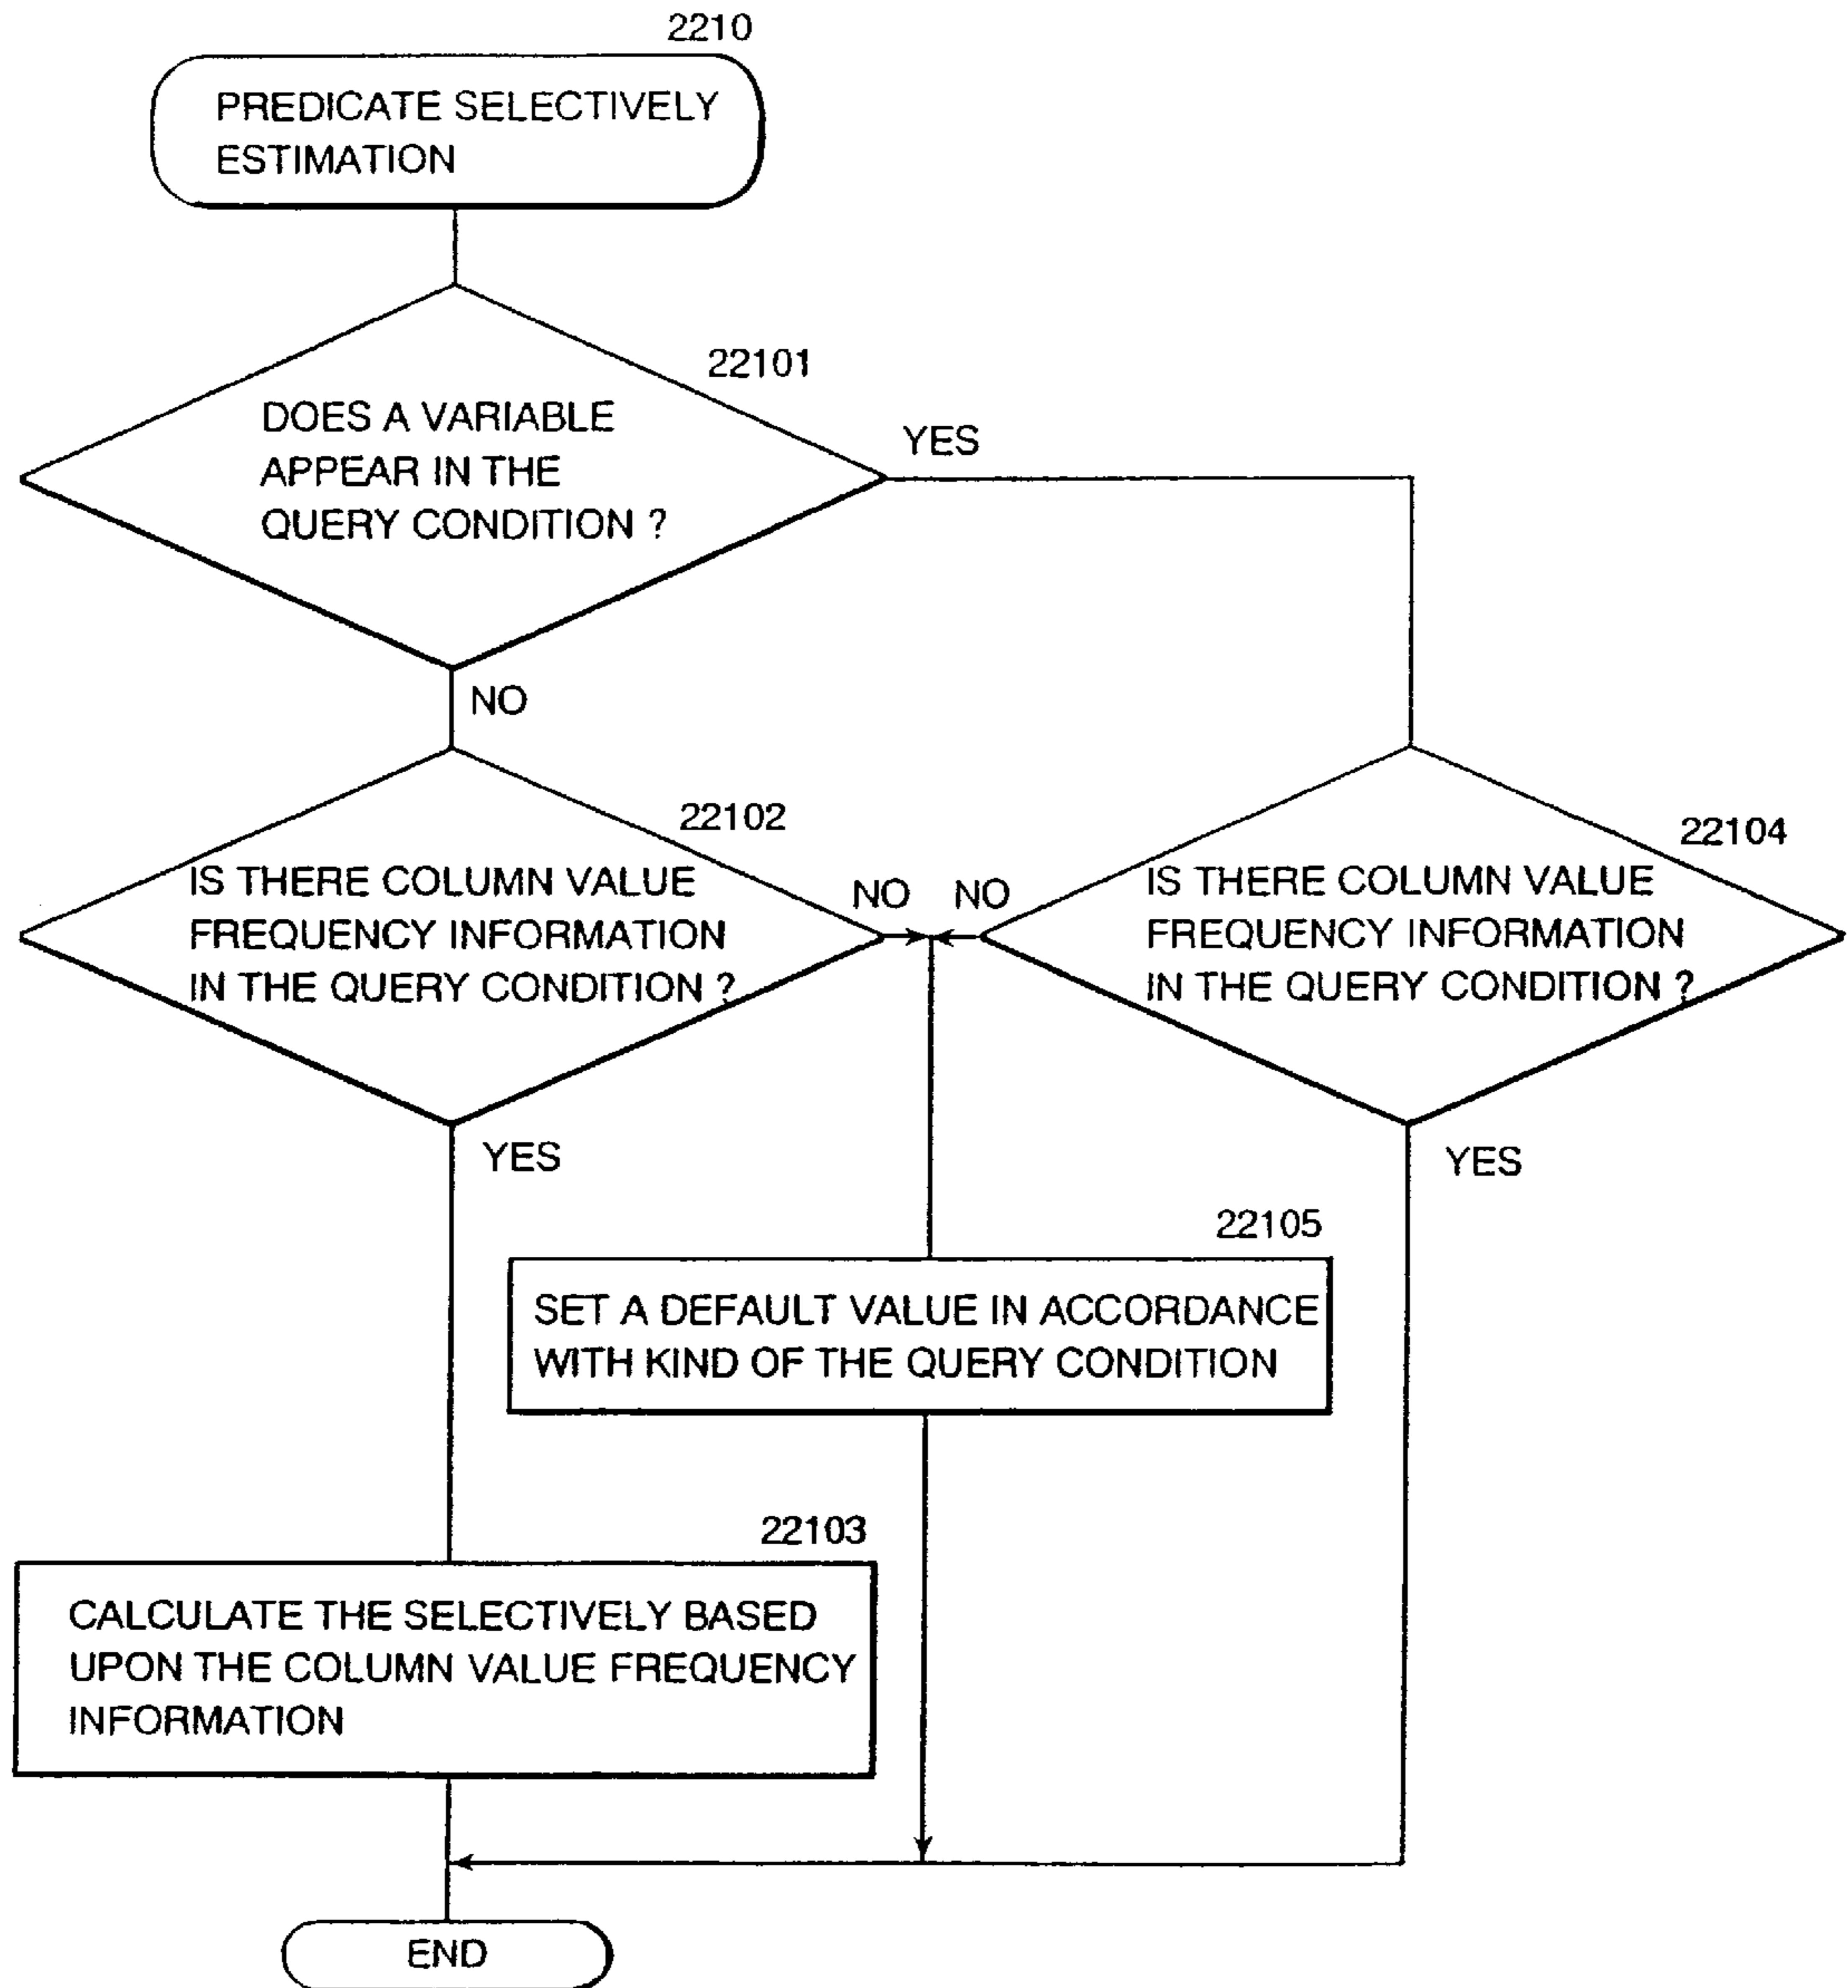 2210
PREDICATE SELECTIVELY
ESTIMATION
22101
DOES A VARIABLE
APPEAR IN THE
QUERY CONDITION ?
YES
NO
22102
IS THERE COLUMN VALUE
FREQUENCY INFORMATION
IN THE QUERY CONDITION ?
NO
NO
22104
IS THERE COLUMN VALUE
FREQUENCY INFORMATION
IN THE QUERY CONDITION ?
YES
YES
22105
SET A DEFAULT VALUE IN ACCORDANCE
WITH KIND OF THE QUERY CONDITION
22103
CALCULATE THE SELECTIVELY BASED
UPON THE COLUMN VALUE FREQUENCY
INFORMATION
END